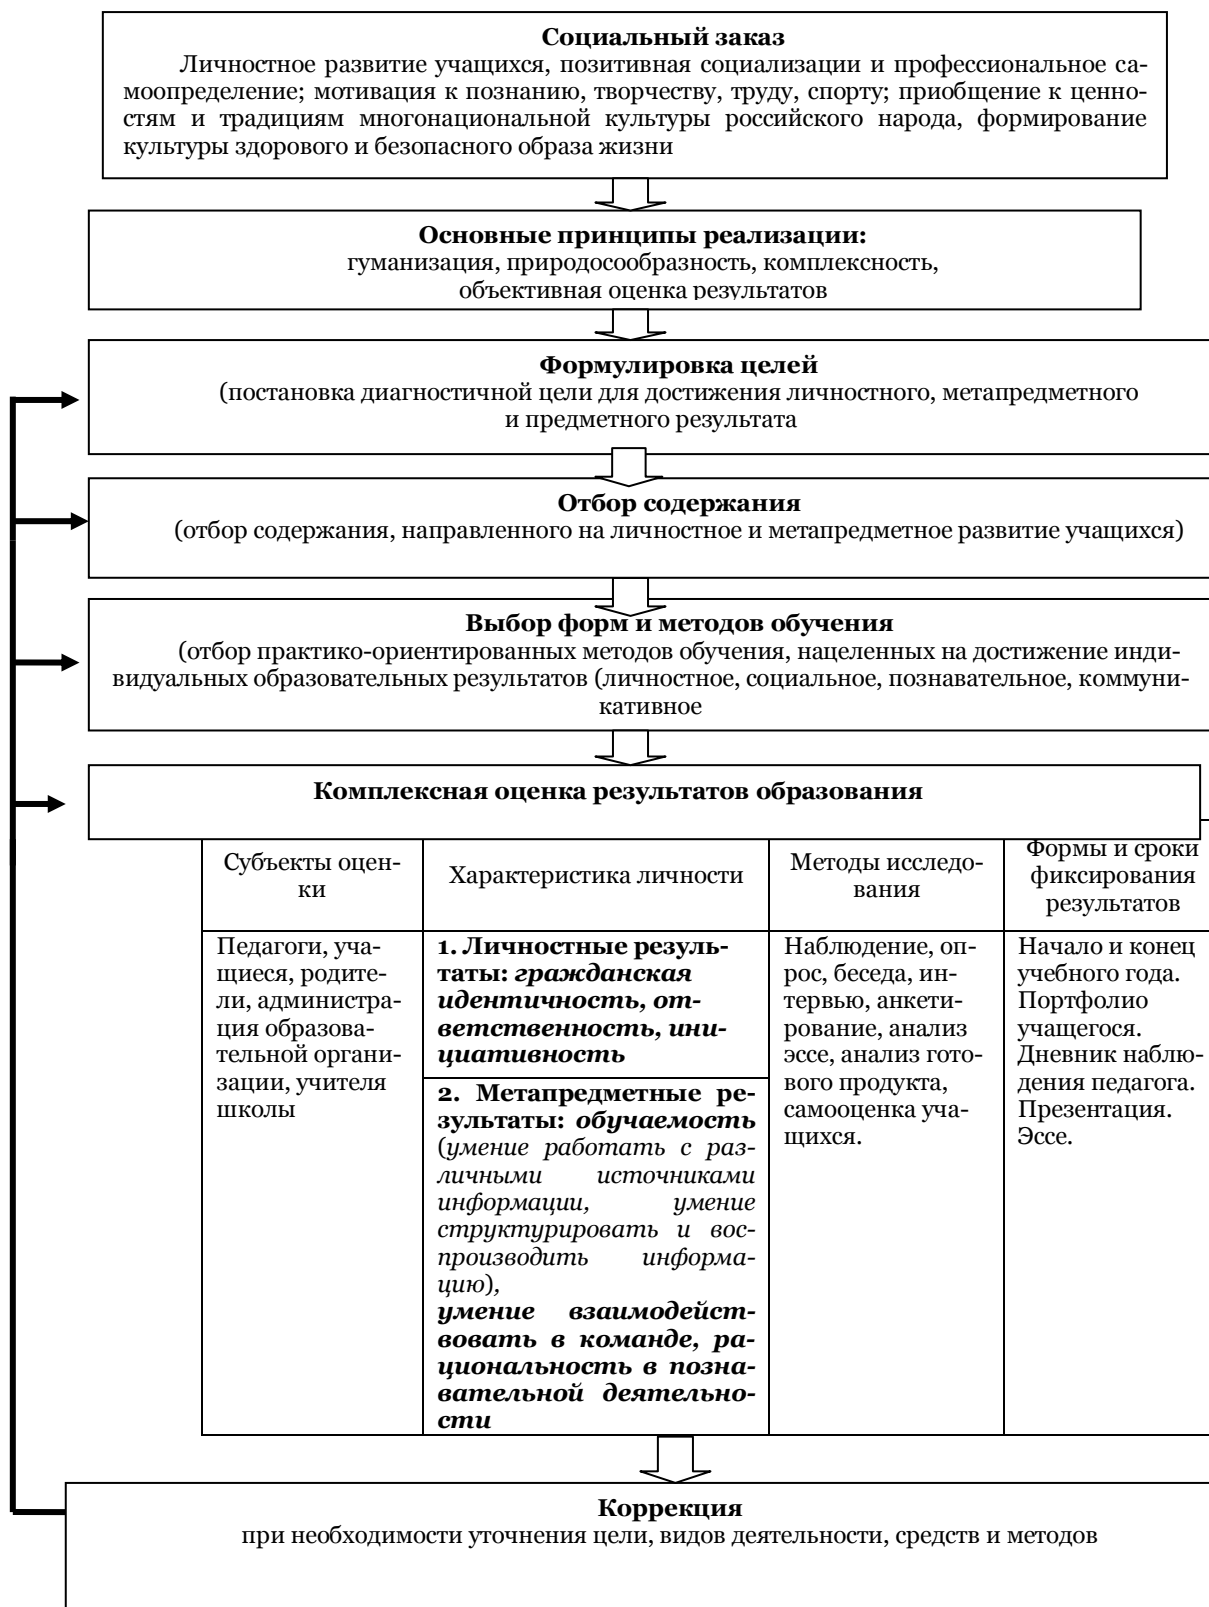 Социальный заказ
Личностное развитие учащихся, позитивная социализации и профессиональное са-
моопределение; мотивация к познанию, творчеству, труду, спорту; приобщение к ценно-
стям и традициям многонациональной культуры российского народа, формирование
культуры здорового и безопасного образа жизни
Основные принципы реализации:
гуманизация, природосообразность, комплексность,
объективная оценка результатов
Формулировка целей
(постановка диагностичной цели для достижения личностного, метапредметного
и предметного результата
Отбор содержания
(отбор содержания, направленного на личностное и метапредметное развитие учащихся)
Выбор форм и методов обучения
(отбор практико-ориентированных методов обучения, нацеленных на достижение инди-
видуальных образовательных результатов (личностное, социальное, познавательное, коммуни-
кативное
Комплексная оценка результатов образования
Субъекты оцен-
ки
Характеристика личности
Методы исследо-
вания
Формы и сроки
фиксирования
результатов
Педагоги, уча-
щиеся, родите-
ли, администра-
ция образова-
тельной органи-
зации, учителя
школы
1. Личностные резуль-
таты: гражданская
идентичность, от-
ветственность, ини-
циативность
2. Метапредметные ре-
зультаты: обучаемость
(умение работать с раз-
личными источниками
информации, умение
структурировать и вос-
производить информа-
цию),
умение взаимодейст-
вовать в команде, ра-
циональность в позна-
вательной деятельно-
сти
Наблюдение, оп-
рос, беседа, ин-
тервью, анкети-
рование, анализ
эссе, анализ гото-
вого продукта,
самооценка уча-
щихся.
Начало и конец
учебного года.
Портфолио
учащегося.
Дневник наблю-
дения педагога.
Презентация.
Эссе.
Коррекция
при необходимости уточнения цели, видов деятельности, средств и методов